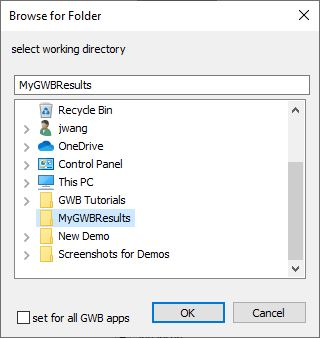 Browse for Folder
select working directory
MyGWBResults
Recycle Bin
jwang
OneDrive
Control Panel
This PC
GWB Tutorials
MyGWBResults
New Demo
Screenshots for Demos
set for all GWB apps
OK
Cancel